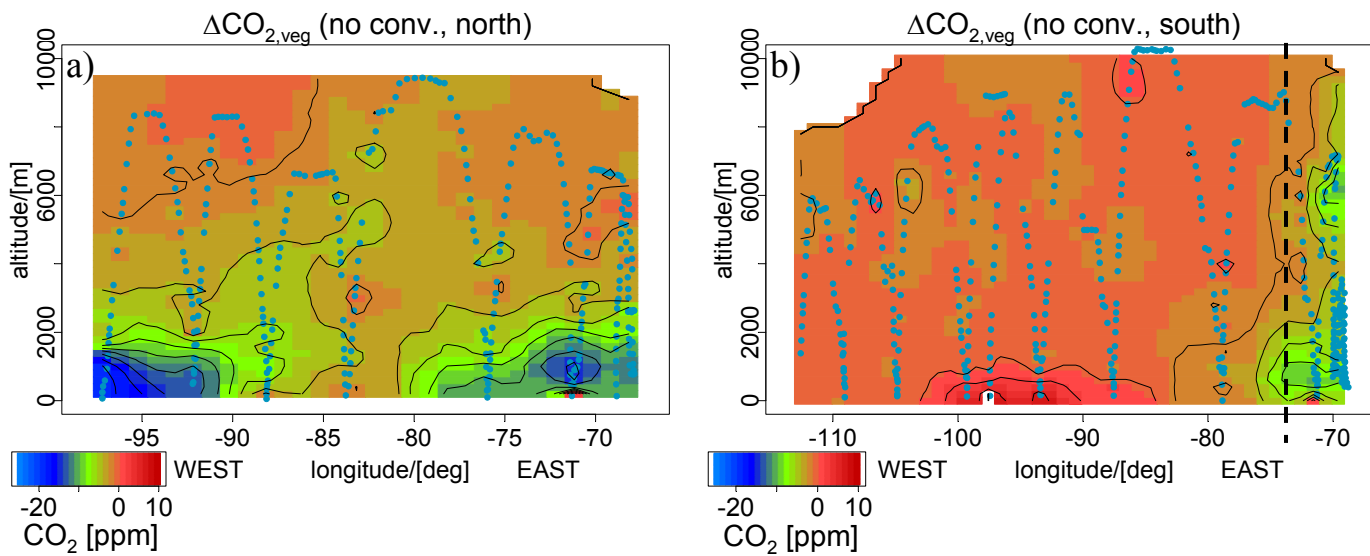 ΔCO2,veg (no conv., north)
a)
altitude/[m]
10000
6000
2000
0
-95 -90 -85 -80 -75 -70
WEST longitude/[deg] EAST
-20 0 10
CO2 [ppm]
ΔCO2,veg (no conv., south)
b)
altitude/[m]
10000
6000
2000
0
-110 -100 -90 -80 -70
WEST longitude/[deg] EAST
-20 0 10
CO2 [ppm]